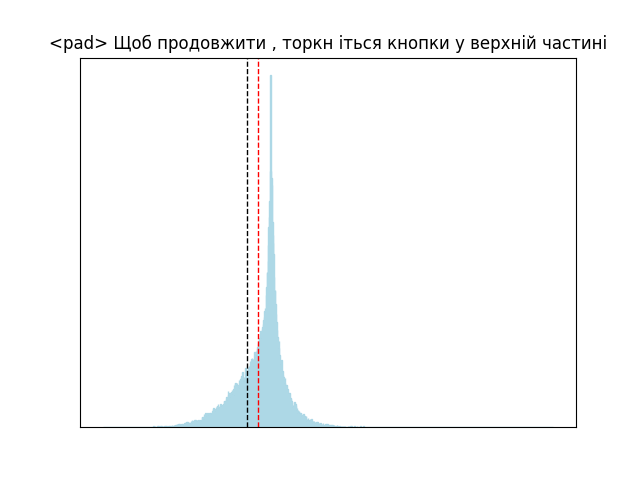 <pad> Щоб продовжити , торкн іться кнопки у верхній частині